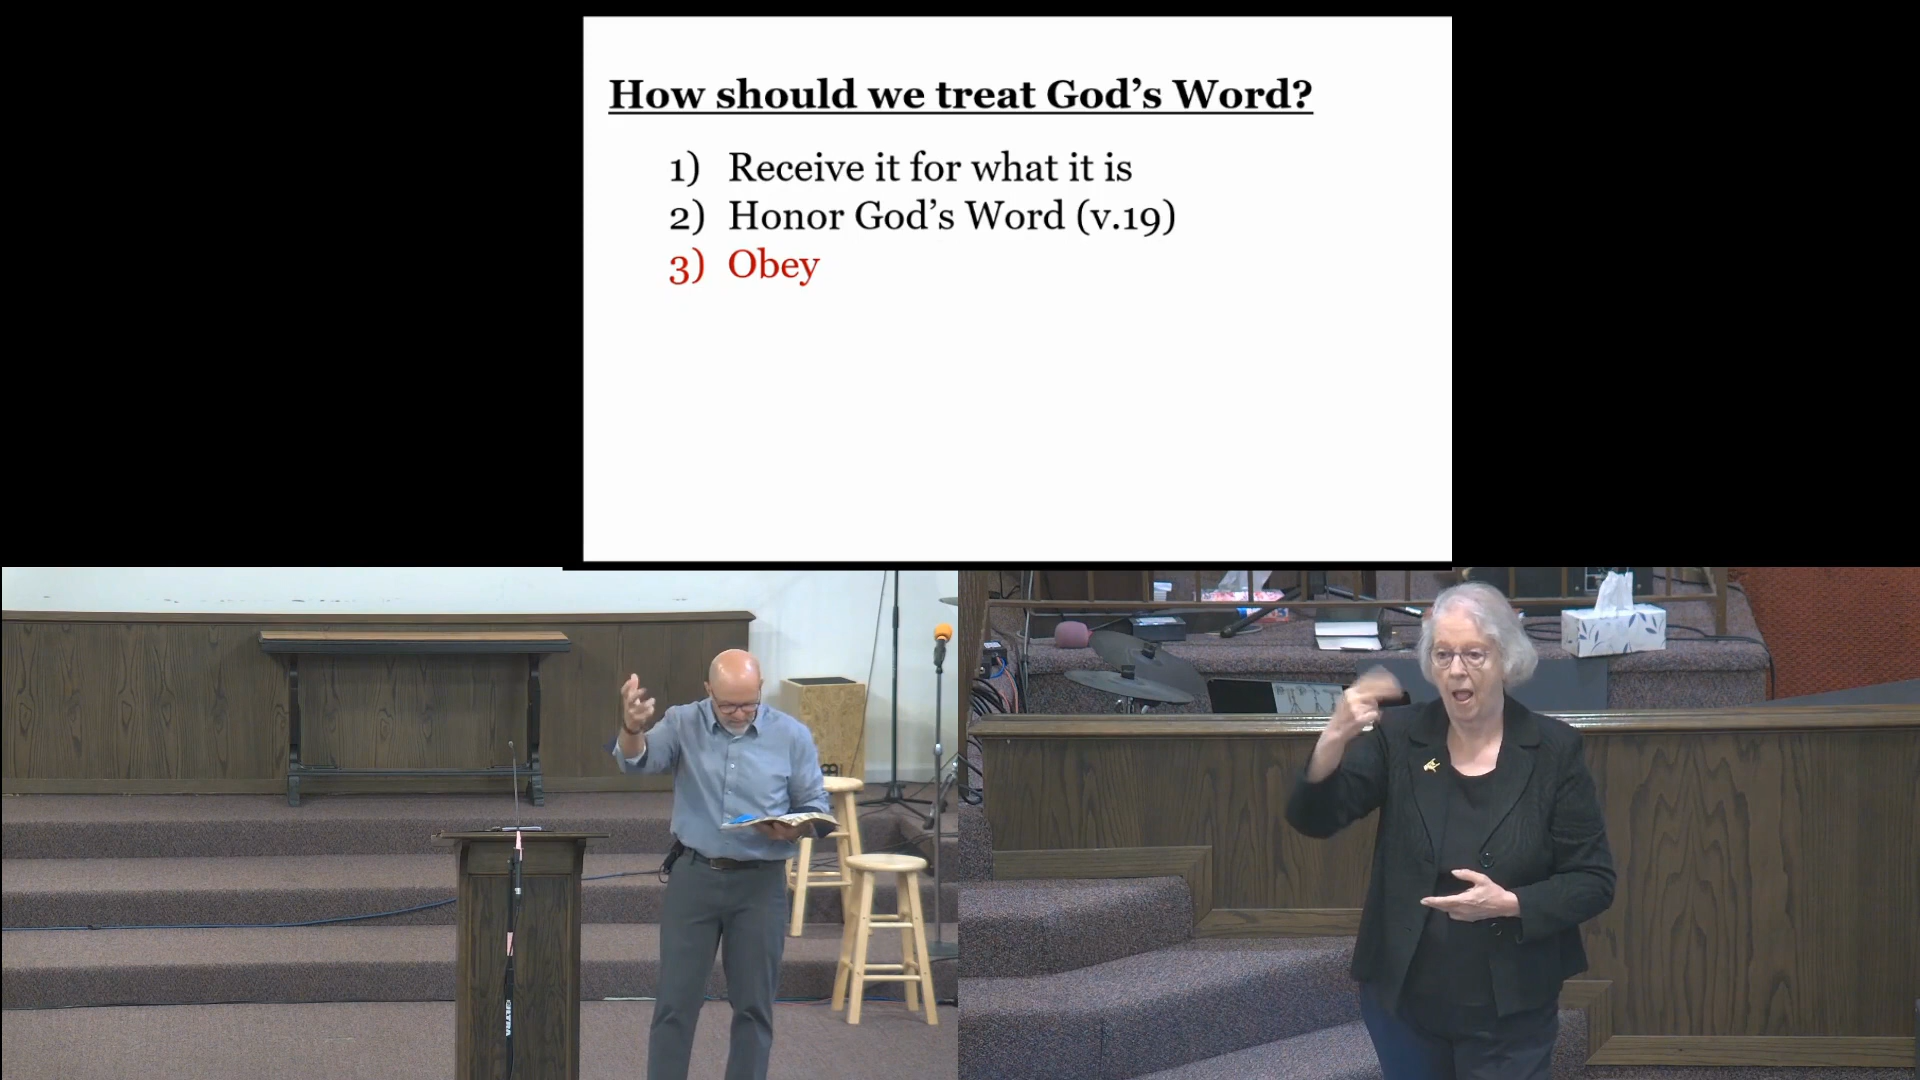 How should we treat God’s Word?
1) Receive it for what it is
2) Honor God’s Word (v.19)
3) Obey
ULTRA